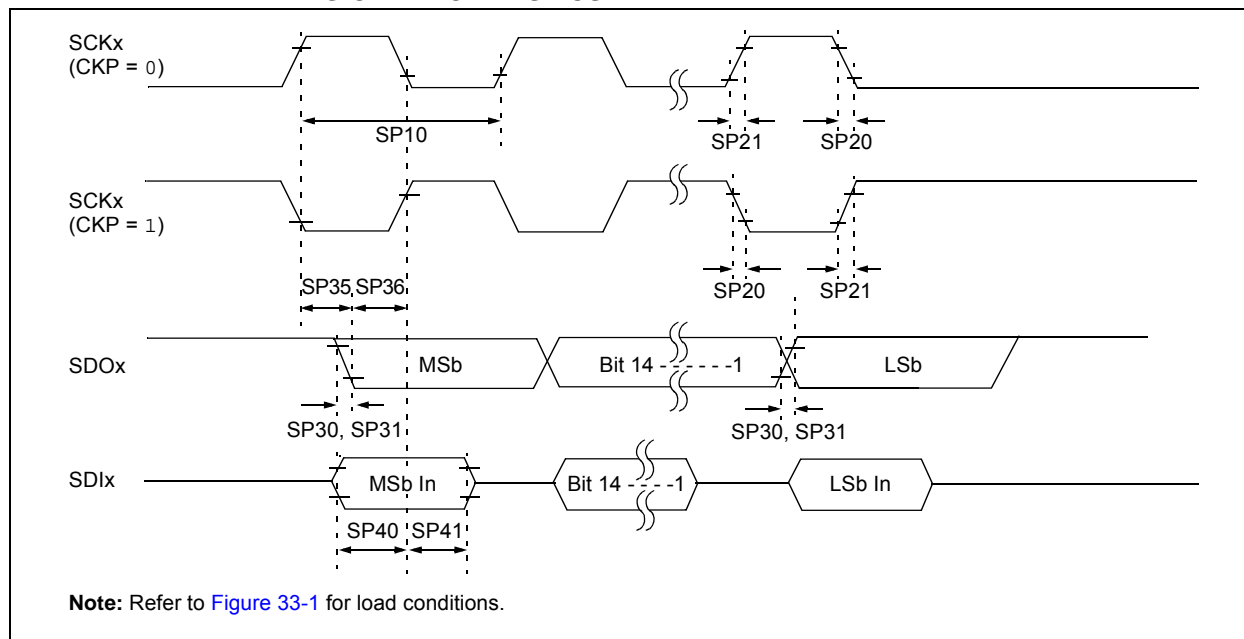 SCKx
(CKP = 0)
SP10
SP21
SP20
SCKx
(CKP = 1)
SP35
SP36
SP20
SP21
SDOx
MSb
Bit 14 - - - - - - -1
LSb
SP30, SP31
SP30, SP31
SDIx
MSb In
Bit 14 - - - - -1
LSb In
SP40
SP41
Note: Refer to Figure 33-1 for load conditions.